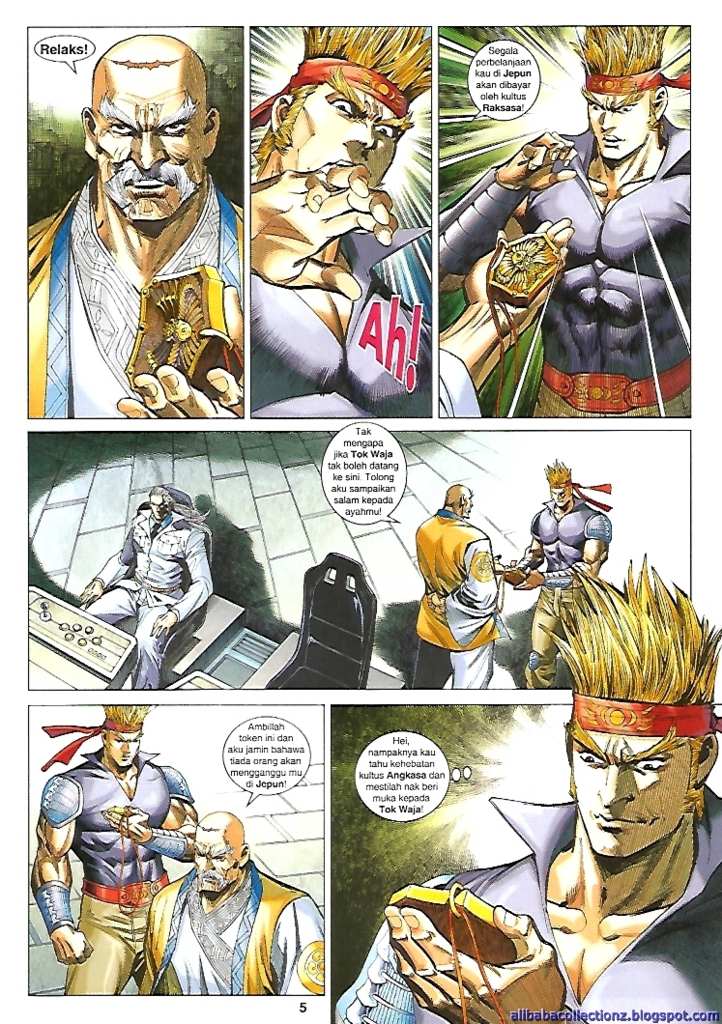 Relaks!
Ah!
Segala
perbelanjaan
kau di Jepun
akan dibayar
oleh kultus
Raksasa!
Tak
mengapa
jika Tok Waja
tak boleh datang
ke sini. Tolong
aku sampaikan
salam kepada
ayahmu!
Ambillah
token ini dan
aku jamin bahawa
tiada orang akan
mengganggu mu
di Jepun!
Hei,
nampaknya kau
tahu kehebatan
kultus Angkasa dan
mestilah nak beri
muka kepada
Tok Waja!
5
alibabacollectionz.blogspot.com